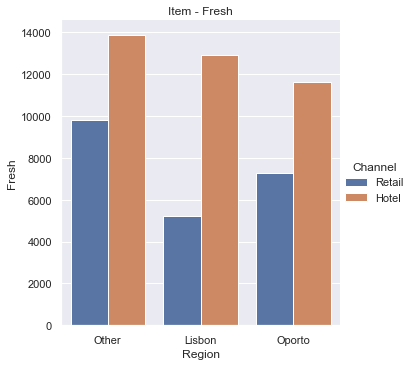 Item - Fresh
14000
12000
10000
8000
6000
4000
2000
0
Fresh
Other Lisbon Oporto
Region
Channel
Retail
Hotel